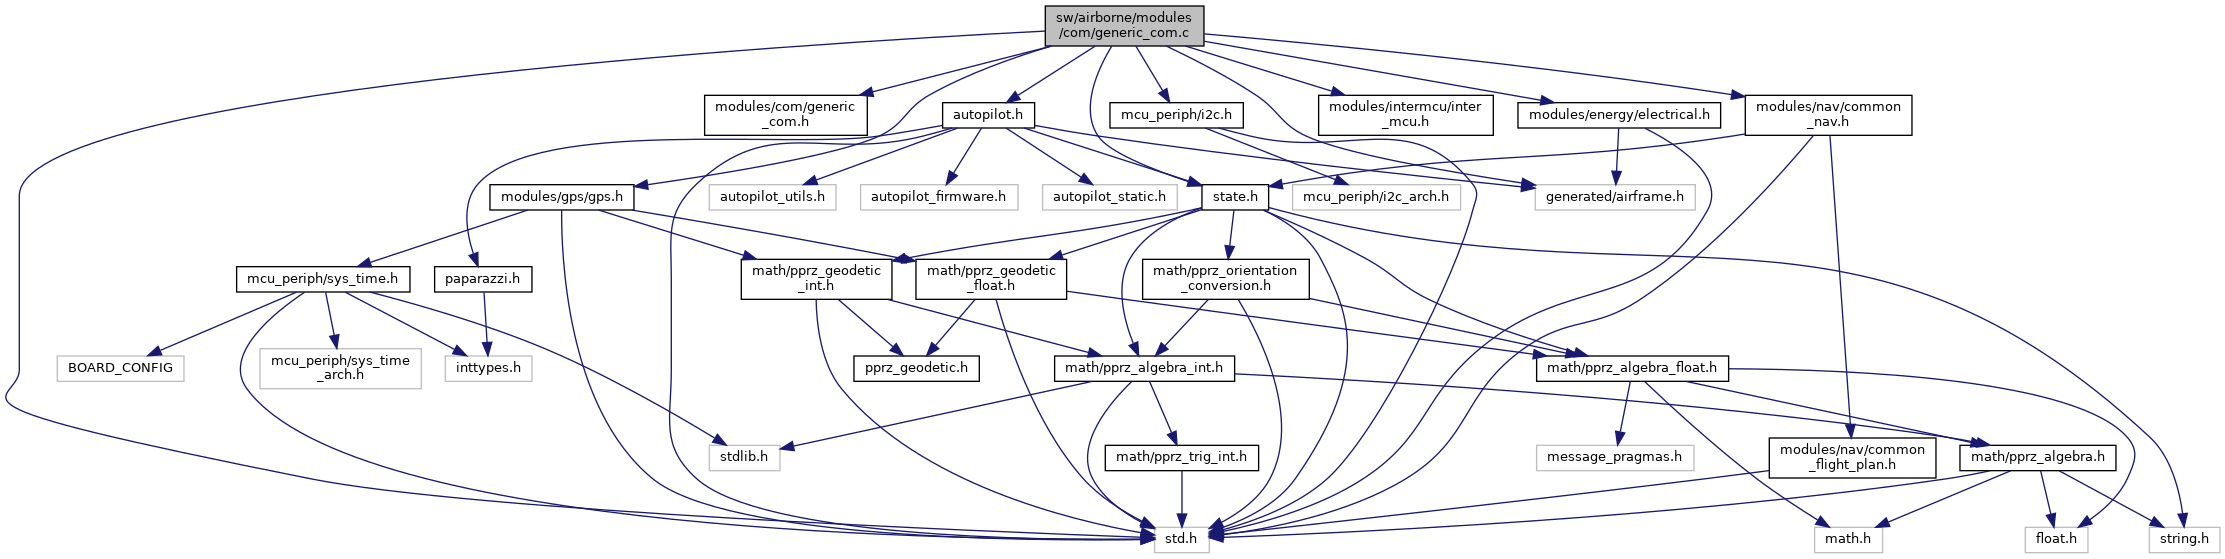 sw/airborne/modules
/com/generic_com.c
modules/com/generic
_com.h
autopilot.h
mcu_periph/i2c.h
modules/intermcu/inter
_mcu.h
modules/energy/electrical.h
modules/nav/common
_nav.h
modules/gps/gps.h
autopilot_utils.h
autopilot_firmware.h
autopilot_static.h
state.h
mcu_periph/i2c_arch.h
generated/airframe.h
mcu_periph/sys_time.h
paparazzi.h
math/pprz_geodetic
_int.h
math/pprz_geodetic
_float.h
math/pprz_orientation
_conversion.h
BOARD_CONFIG
mcu_periph/sys_time
_arch.h
inttypes.h
pprz_geodetic.h
math/pprz_algebra_int.h
math/pprz_algebra_float.h
stdlib.h
math/pprz_trig_int.h
message_pragmas.h
modules/nav/common
_flight_plan.h
math/pprz_algebra.h
std.h
math.h
float.h
string.h